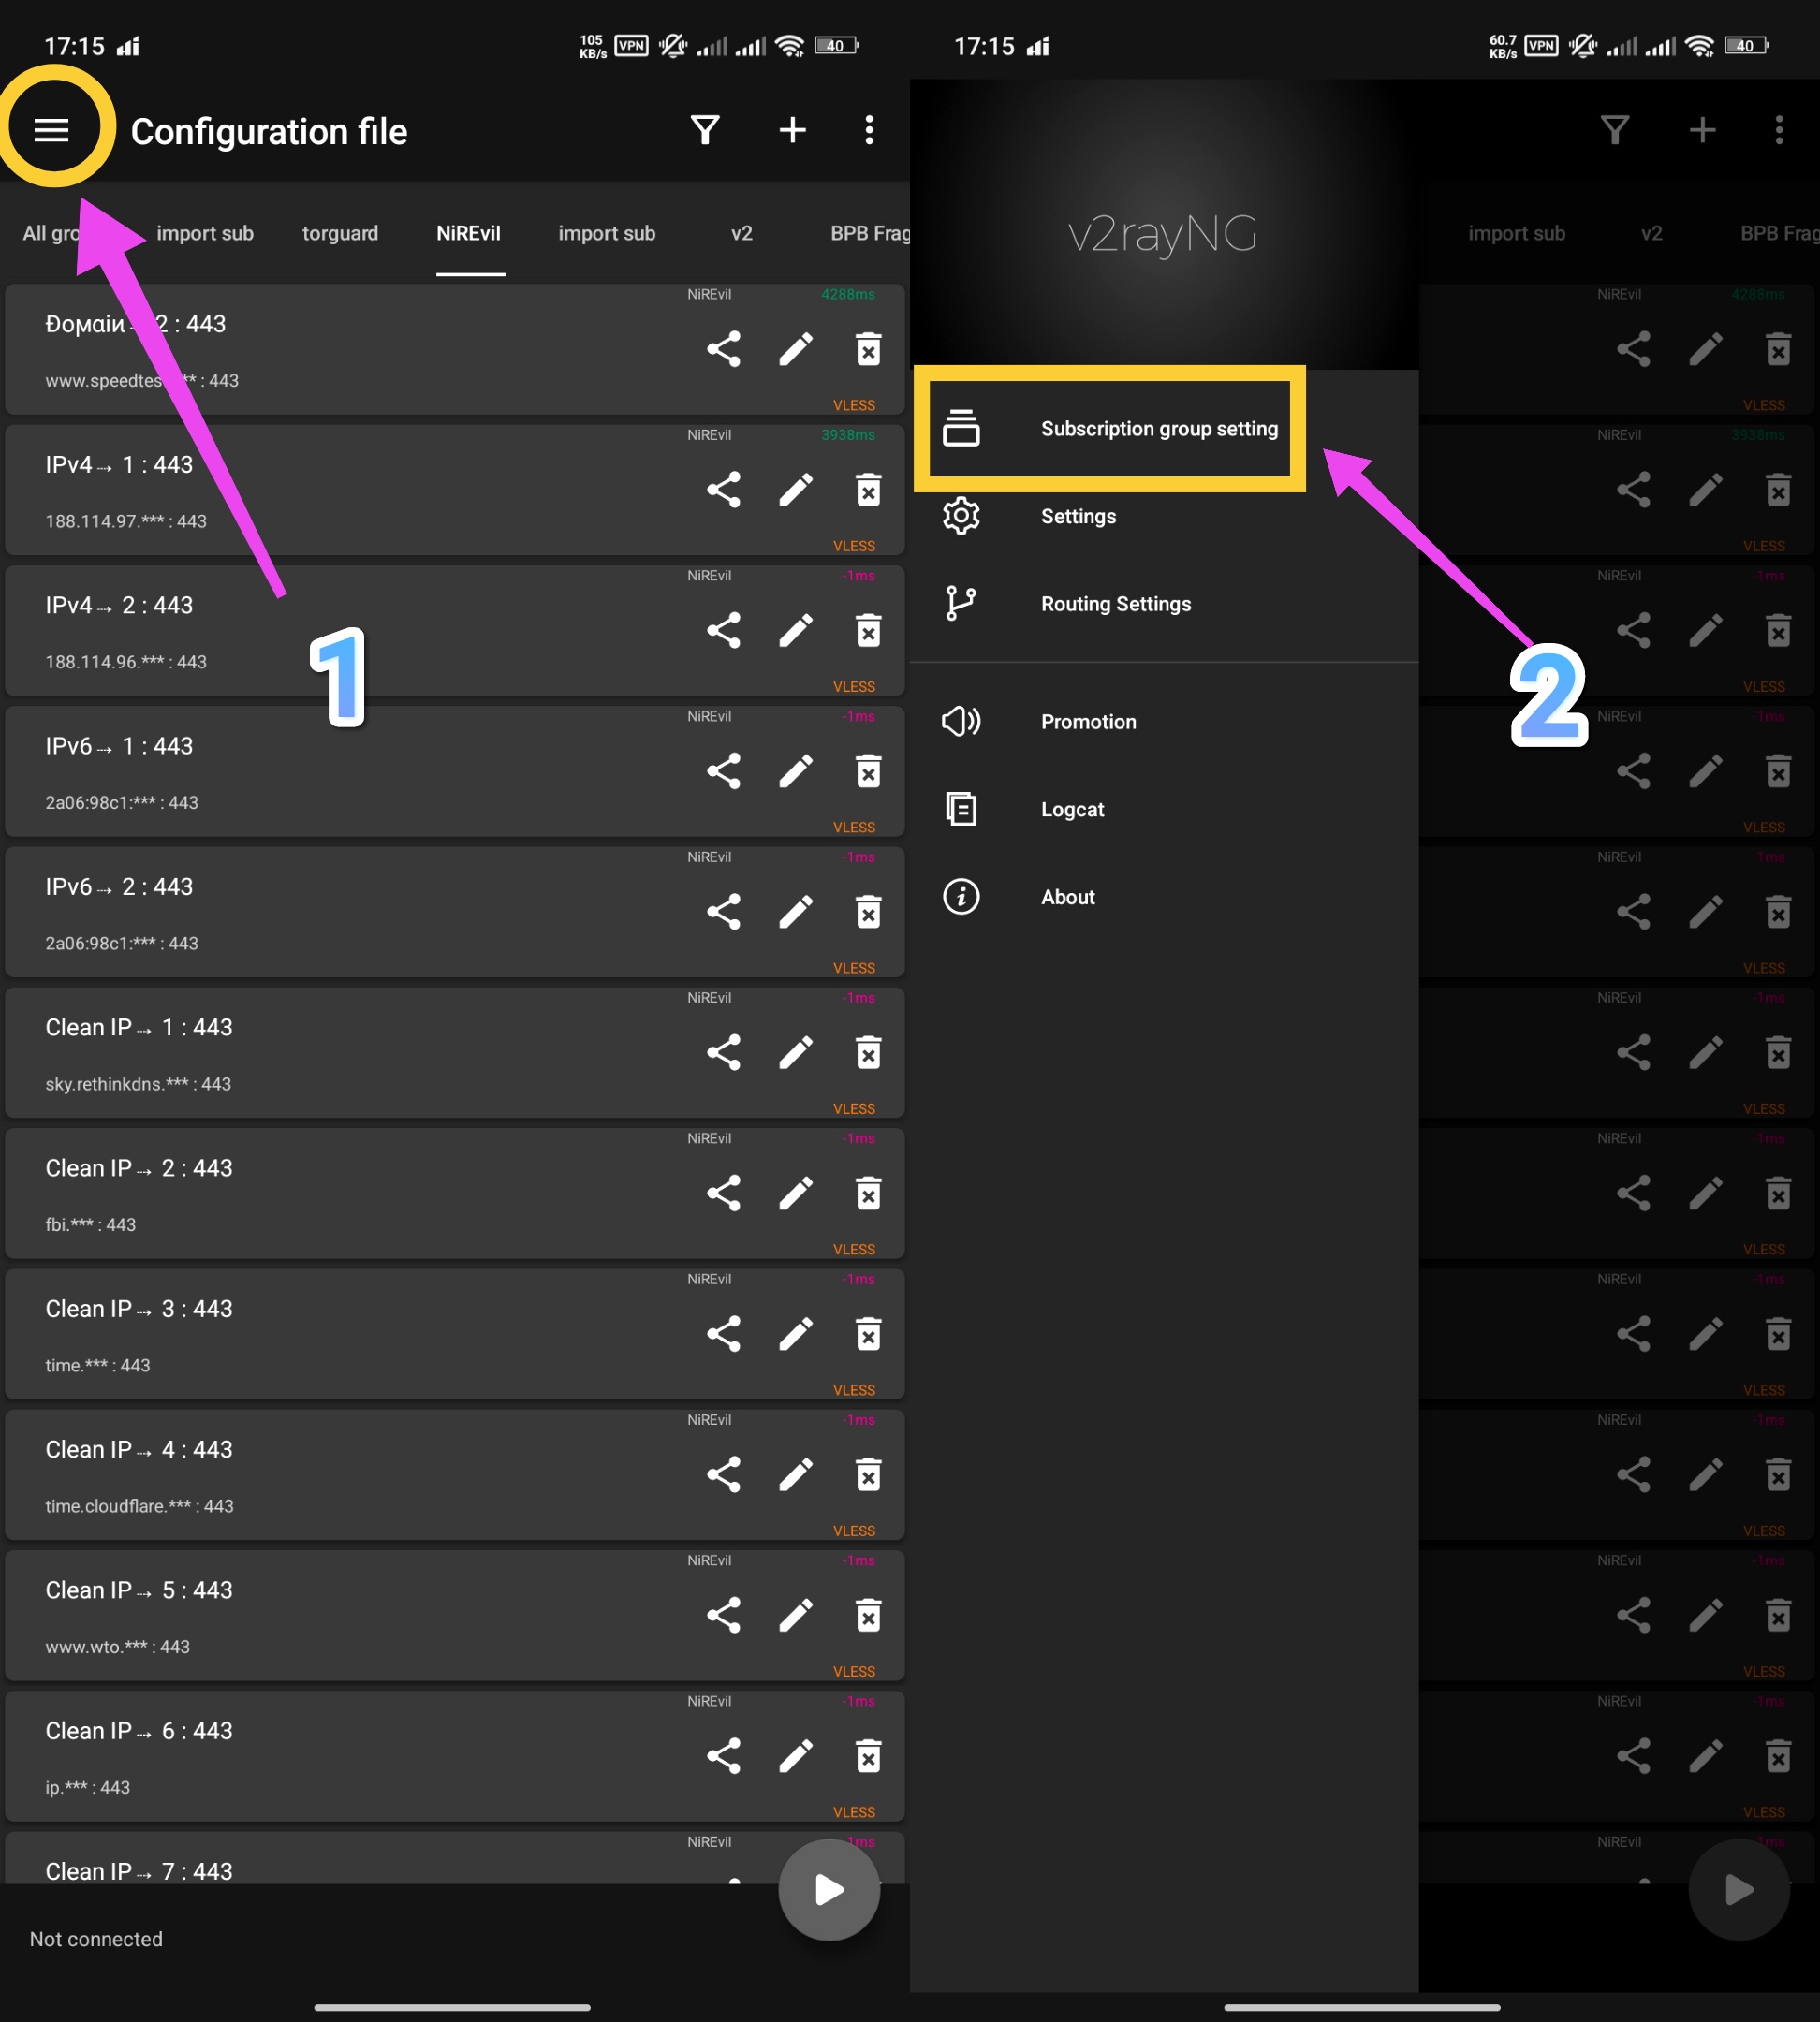 17:15
105
KB/s
VPN
40
Configuration file
All gro
import sub
torguard
NiREvil
import sub
v2
BPB Frag
NiREvil
4288ms
Ðσмαiи
2 : 443
www.speedtes
** : 443
VLESS
NiREvil
3938ms
IPv4→ 1 : 443
188.114.97.*** : 443
VLESS
NiREvil
-1ms
IPv4→ 2 : 443
188.114.96.*** : 443
VLESS
1
NiREvil
-1ms
IPv6→ 1 : 443
2a06:98c1:*** : 443
VLESS
NiREvil
-1ms
IPv6→ 2 : 443
2a06:98c1:*** : 443
VLESS
NiREvil
-1ms
Clean IP→ 1 : 443
sky.rethinkdns.*** : 443
VLESS
NiREvil
-1ms
Clean IP→ 2 : 443
fbi.*** : 443
VLESS
NiREvil
-1ms
Clean IP→ 3 : 443
time.*** : 443
VLESS
NiREvil
-1ms
Clean IP→ 4 : 443
time.cloudflare.*** : 443
VLESS
NiREvil
-1ms
Clean IP→ 5 : 443
www.wto.*** : 443
VLESS
NiREvil
-1ms
Clean IP→ 6 : 443
ip.*** : 443
VLESS
NiREvil
1ms
Clean IP→ 7 : 443
Not connected
17:15
60.7
KB/s
VPN
40
v2rayNG
Subscription group setting
Settings
Routing Settings
Promotion
Logcat
About
2
import sub
v2
BPB Frag
NiREvil
4288ms
VLESS
NiREvil
3938ms
VLESS
NiREvil
-1ms
VLESS
NiREvil
-1ms
VLESS
NiREvil
-1ms
VLESS
NiREvil
-1ms
VLESS
NiREvil
-1ms
VLESS
NiREvil
-1ms
VLESS
NiREvil
-1ms
VLESS
NiREvil
-1ms
VLESS
NiREvil
-1ms
VLESS
NiREvil
1ms